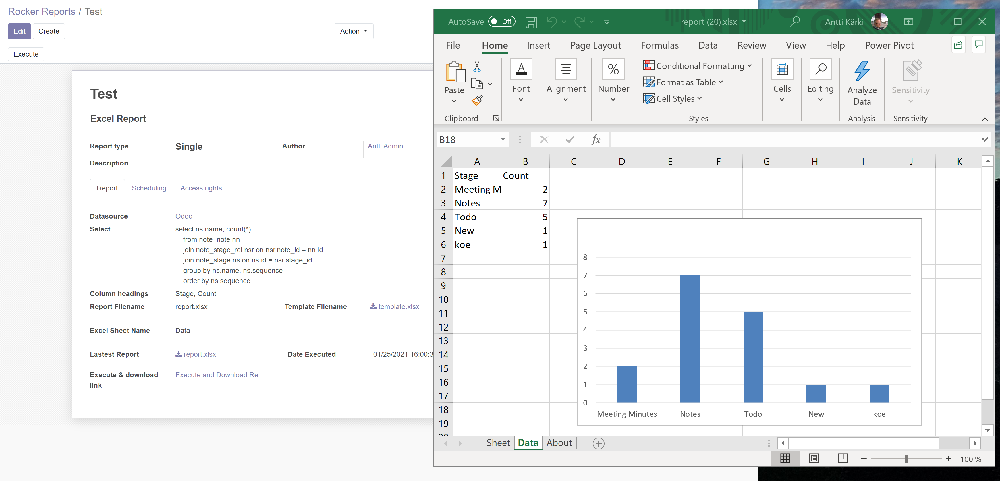 Rocker Reports / Test
Edit
Create
Action
Execute
Test
Excel Report
Report type
Single
Author
Antti Admin
Description
Report
Scheduling
Access rights
Datasource
Odoo
Select
select ns.name, count(*)
from note_note nn
join note_stage_rel nsr on nsr.note_id = nn.id
join note_stage ns on ns.id = nsr.stage_id
group by ns.name, ns.sequence
order by ns.sequence
Column headings
Stage; Count
Report Filename
report.xlsx
Template Filename
template.xlsx
Excel Sheet Name
Data
Lastest Report
report.xlsx
Date Executed
01/25/2021 16:00:3
Execute & download
link
Execute and Download Re…
AutoSave
Off
report (20).xlsx
Antti Kärki
File
Home
Insert
Page Layout
Formulas
Data
Review
View
Help
Power Pivot
Paste
Clipboard
A
Font
Alignment
%
Number
Conditional Formatting
Format as Table
Cell Styles
Styles
Cells
Editing
Analyze
Data
Analysis
Sensitivity
Sensitivity
B18
fx
A B C D E F G H I J K
1 Stage Count
2 Meeting M 2
3 Notes 7
4 Todo 5
5 New 1
6 koe 1
7
8
9
10
11
12
13
14
15
16
17
18
19
8
7
6
5
4
3
2
1
0
Meeting Minutes
Notes
Todo
New
koe
Sheet
Data
About
100 %